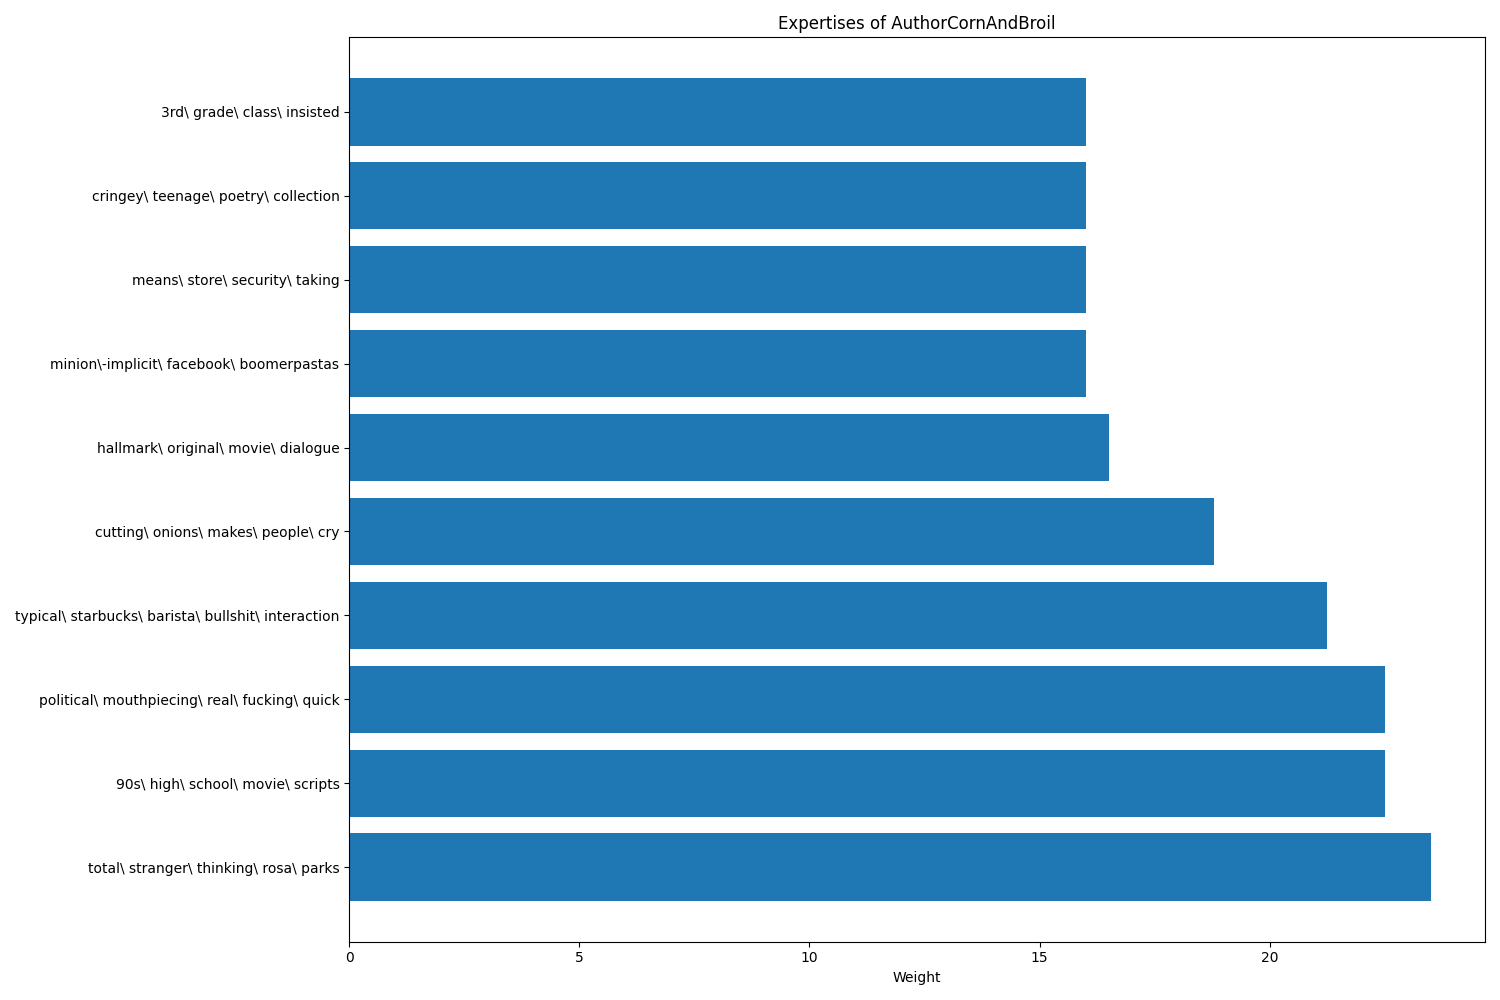 Expertises of AuthorCornAndBroil
3rd\ grade\ class\ insisted
cringey\ teenage\ poetry\ collection
means\ store\ security\ taking
minion\-implicit\ facebook\ boomerpastas
hallmark\ original\ movie\ dialogue
cutting\ onions\ makes\ people\ cry
typical\ starbucks\ barista\ bullshit\ interaction
political\ mouthpiecing\ real\ fucking\ quick
90s\ high\ school\ movie\ scripts
total\ stranger\ thinking\ rosa\ parks
0 5 10 15 20
Weight